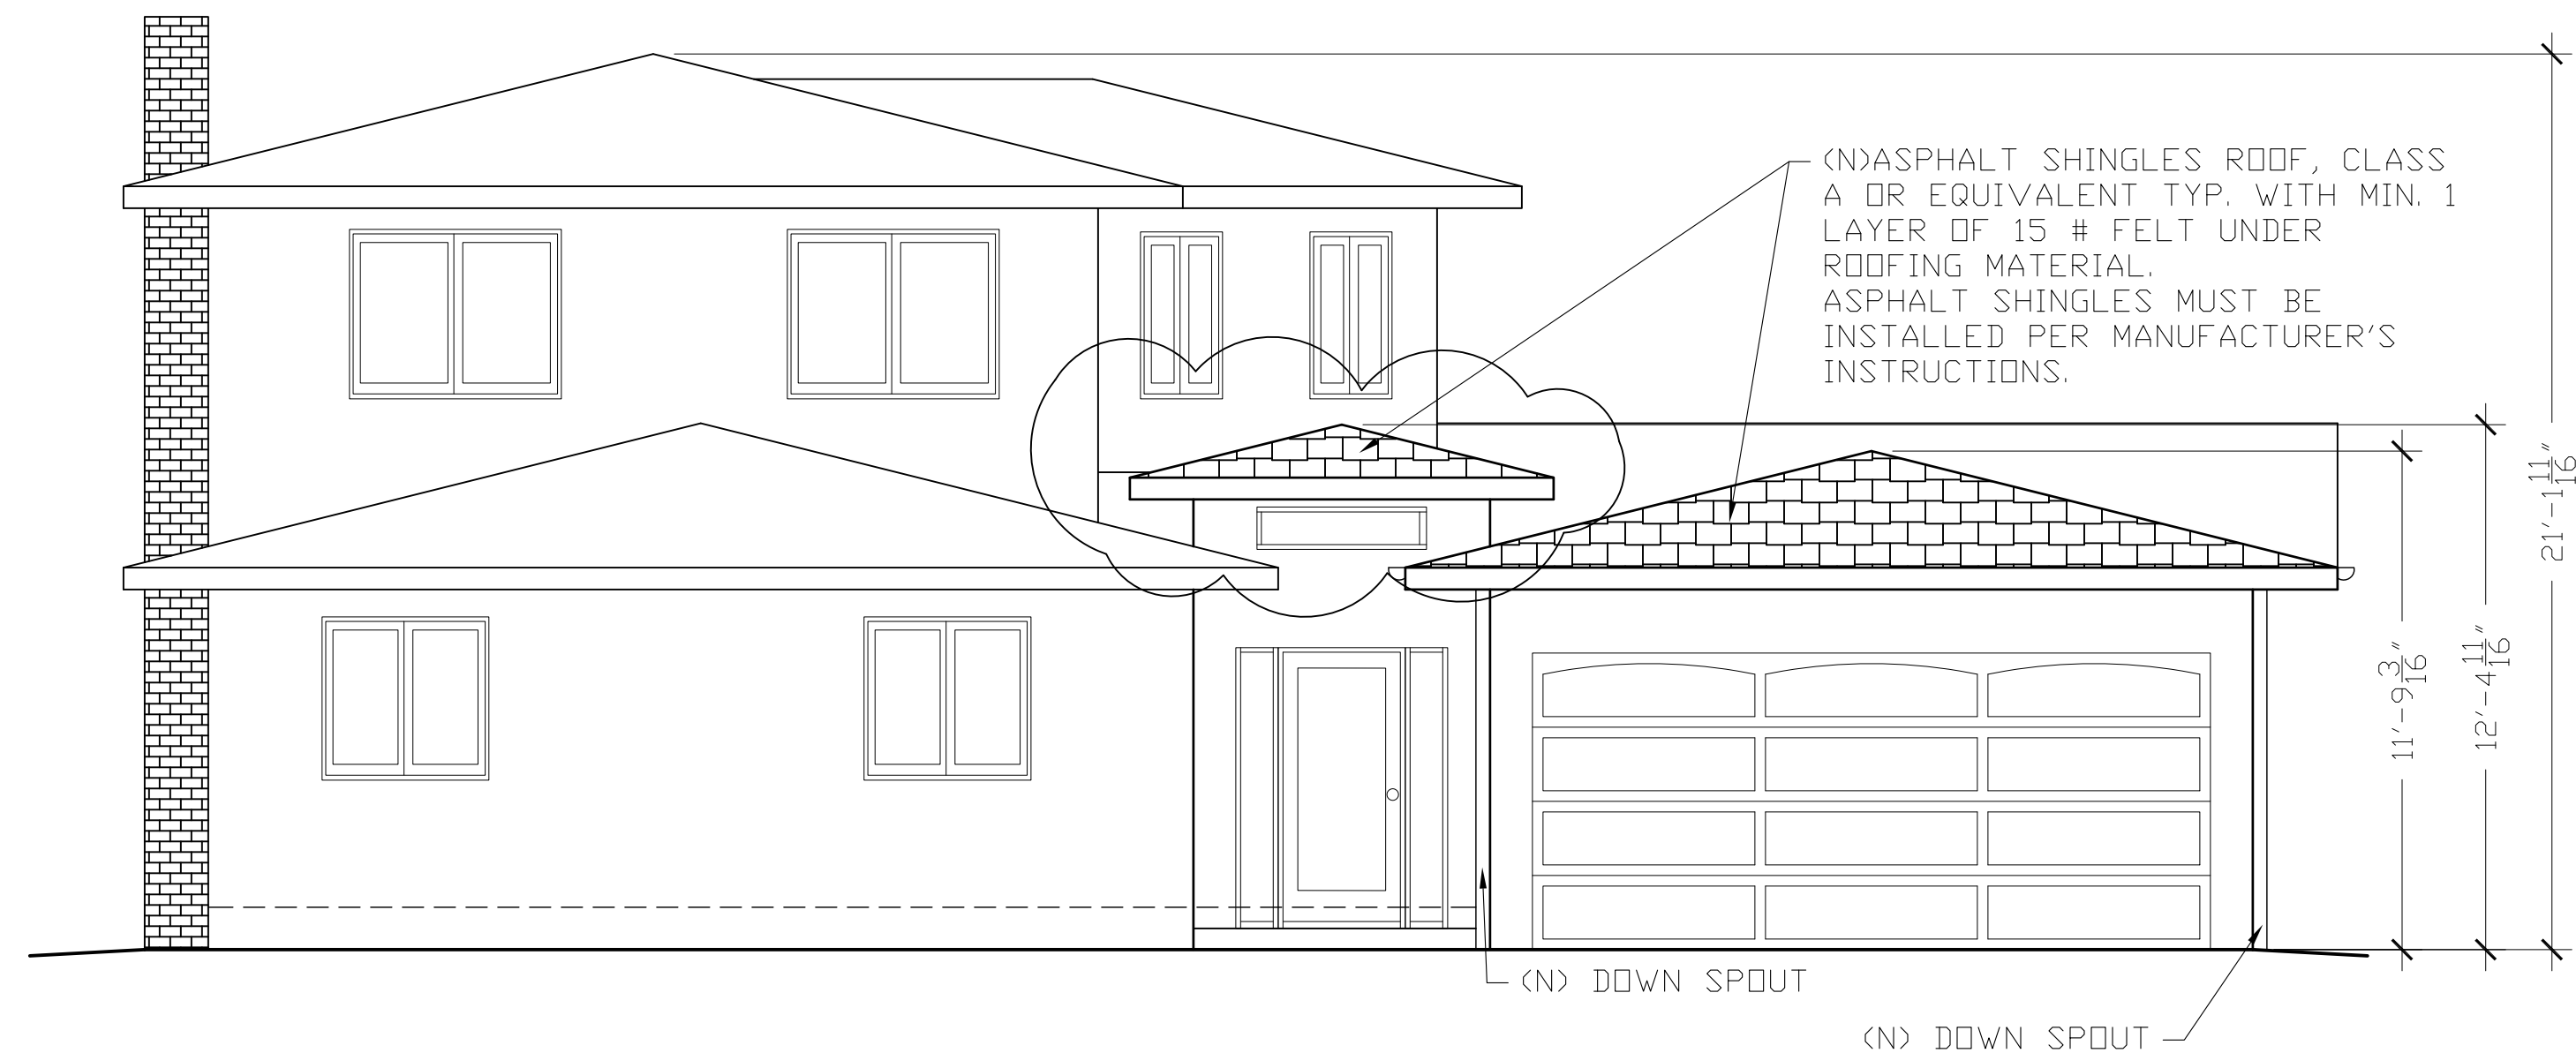 (N)ASPHALT SHINGLES ROOF, CLASS
A OR EQUIVALENT TYP. WITH MIN. 1
LAYER OF 15 # FELT UNDER
ROOFING MATERIAL.
ASPHALT SHINGLES MUST BE
INSTALLED PER MANUFACTURER'S
INSTRUCTIONS.
21'-1 11/16"
12'-4 11/16"
11'-9 3/16"
(N) DOWN SPOUT
(N) DOWN SPOUT